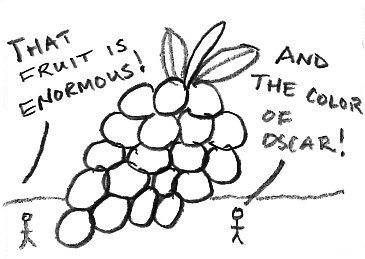 THAT
FRUIT IS
ENORMOUS!
AND
THE COLOR
OF
OSCAR!